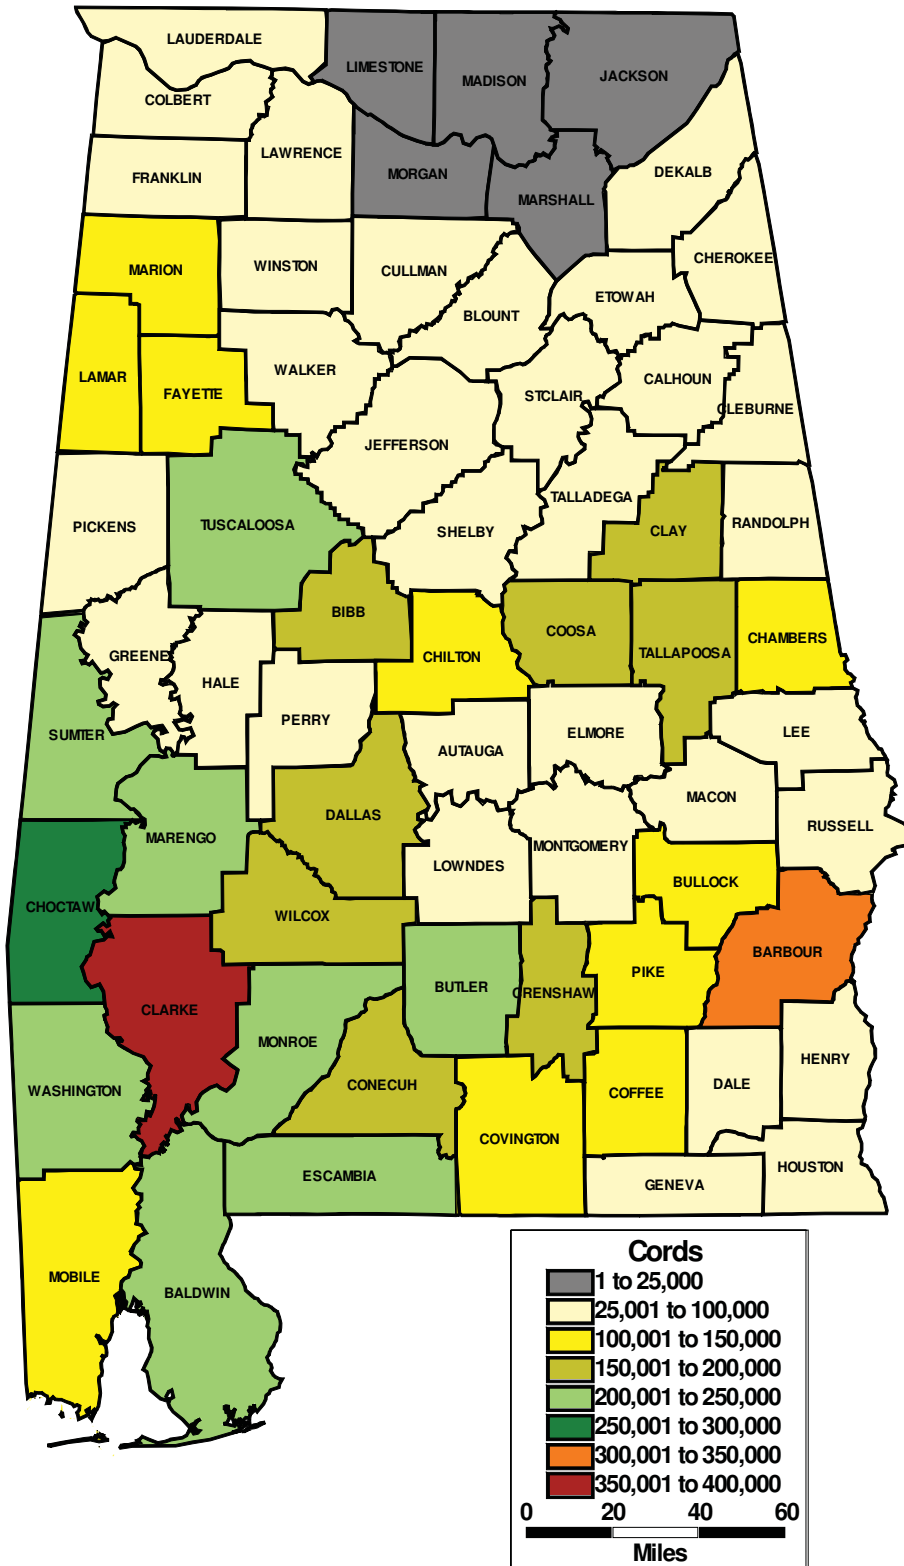 LAUDERDALE
LIMESTONE
MADISON
JACKSON
COLBERT
LAWRENCE
FRANKLIN
MORGAN
MARSHALL
DEKALB
CHEROKEE
MARION
WINSTON
CULLMAN
ETOWAH
BLOUNT
LAMAR
FAYETTE
WALKER
STCLAIR
CALHOUN
CLEBURNE
JEFFERSON
PICKENS
TUSCALOOSA
SHELBY
TALLADEGA
CLAY
RANDOLPH
BIBB
COOSA
TALLAPOOSA
CHAMBERS
CHILTON
GREENE
HALE
PERRY
SUMTER
AUTAUGA
ELMORE
LEE
MACON
DALLAS
RUSSELL
MARENGO
LOWNDES
MONTGOMERY
BULLOCK
CHOCTAW
WILCOX
BARBOUR
PIKE
BUTLER
CRENSHAW
CLARKE
MONROE
HENRY
WASHINGTON
CONECUH
COFFEE
DALE
COVINGTON
HOUSTON
ESCAMBIA
GENEVA
MOBILE
BALDWIN
Cords
1 to 25,000
25,001 to 100,000
100,001 to 150,000
150,001 to 200,000
200,001 to 250,000
250,001 to 300,000
300,001 to 350,000
350,001 to 400,000
0 20 40 60
Miles